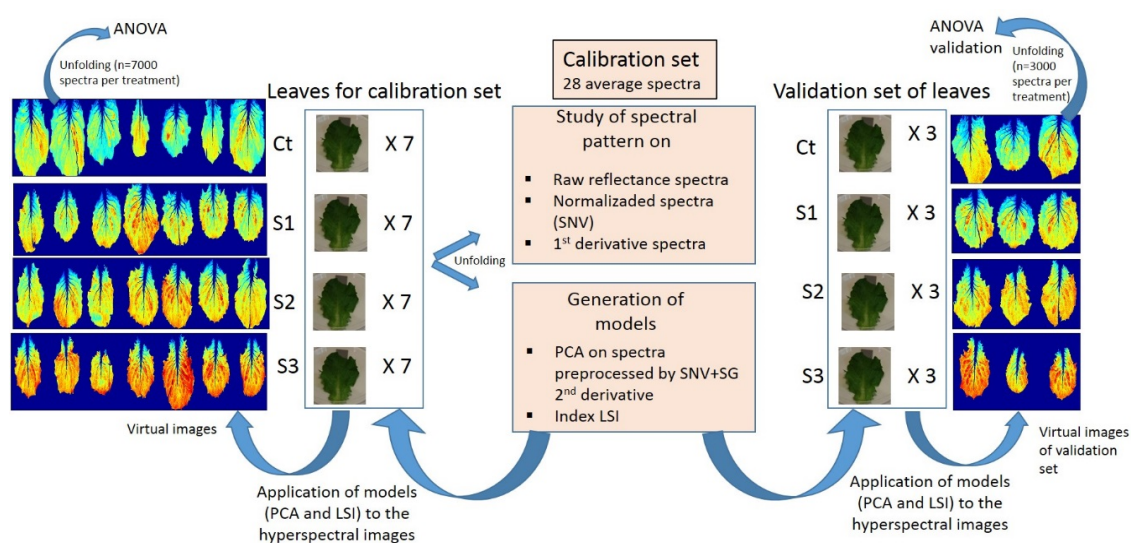 ANOVA
Unfolding (n=7000
spectra per treatment)
Leaves for calibration set
Ct
X 7
S1
X 7
S2
X 7
S3
X 7
Virtual images
Application of models
(PCA and LSI) to the
hyperspectral images
Unfolding
Calibration set
28 average spectra
Study of spectral
pattern on
▪ Raw reflectance spectra
▪ Normalizaded spectra
(SNV)
▪ 1st derivative spectra
Generation of
models
▪ PCA on spectra
preprocessed by SNV+SG
2nd derivative
▪ Index LSI
ANOVA
validation
Unfolding
(n=3000
spectra per
treatment)
Validation set of leaves
Ct
X 3
S1
X 3
S2
X 3
S3
X 3
Virtual images
of validation
set
Application of models
(PCA and LSI) to the
hyperspectral images